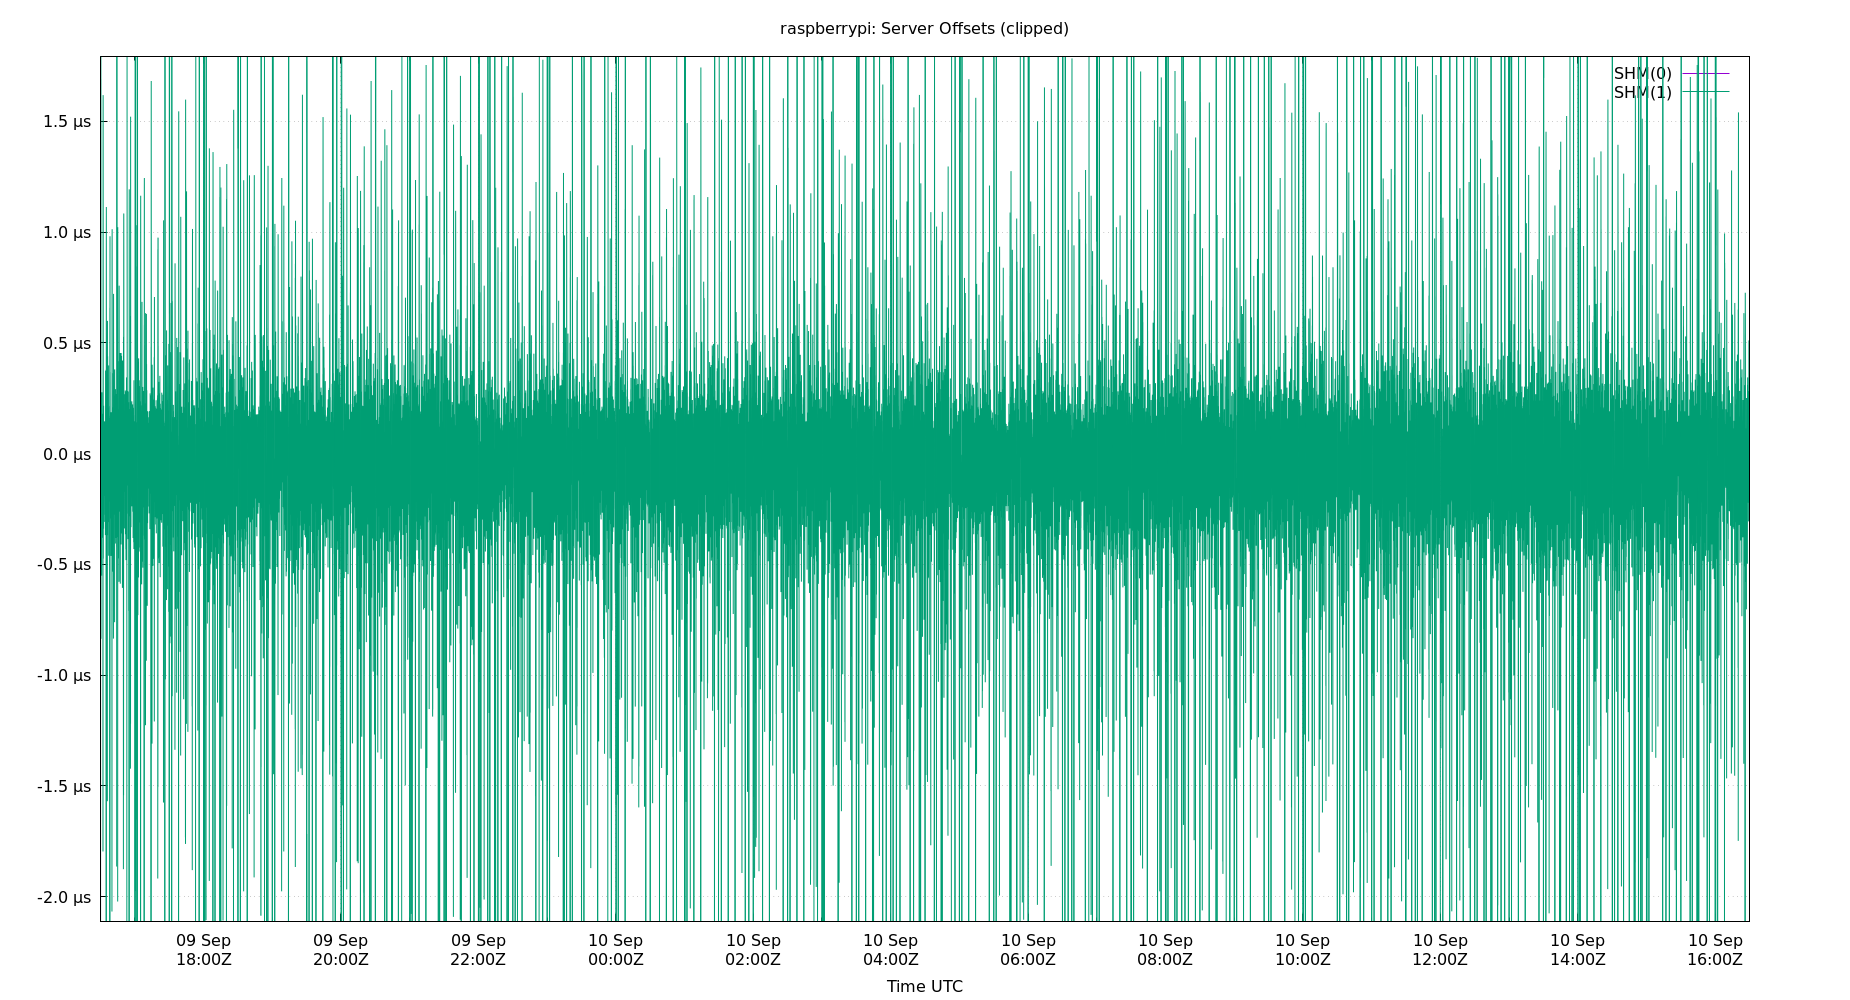 raspberrypi: Server Offsets (clipped)
SHM(0)
SHM(1)
1.5 µs
1.0 µs
0.5 µs
0.0 µs
-0.5 µs
-1.0 µs
-1.5 µs
-2.0 µs
09 Sep 09 Sep 09 Sep 10 Sep 10 Sep 10 Sep 10 Sep 10 Sep 10 Sep 10 Sep 10 Sep 10 Sep
18:00Z 20:00Z 22:00Z 00:00Z 02:00Z 04:00Z 06:00Z 08:00Z 10:00Z 12:00Z 14:00Z 16:00Z
Time UTC